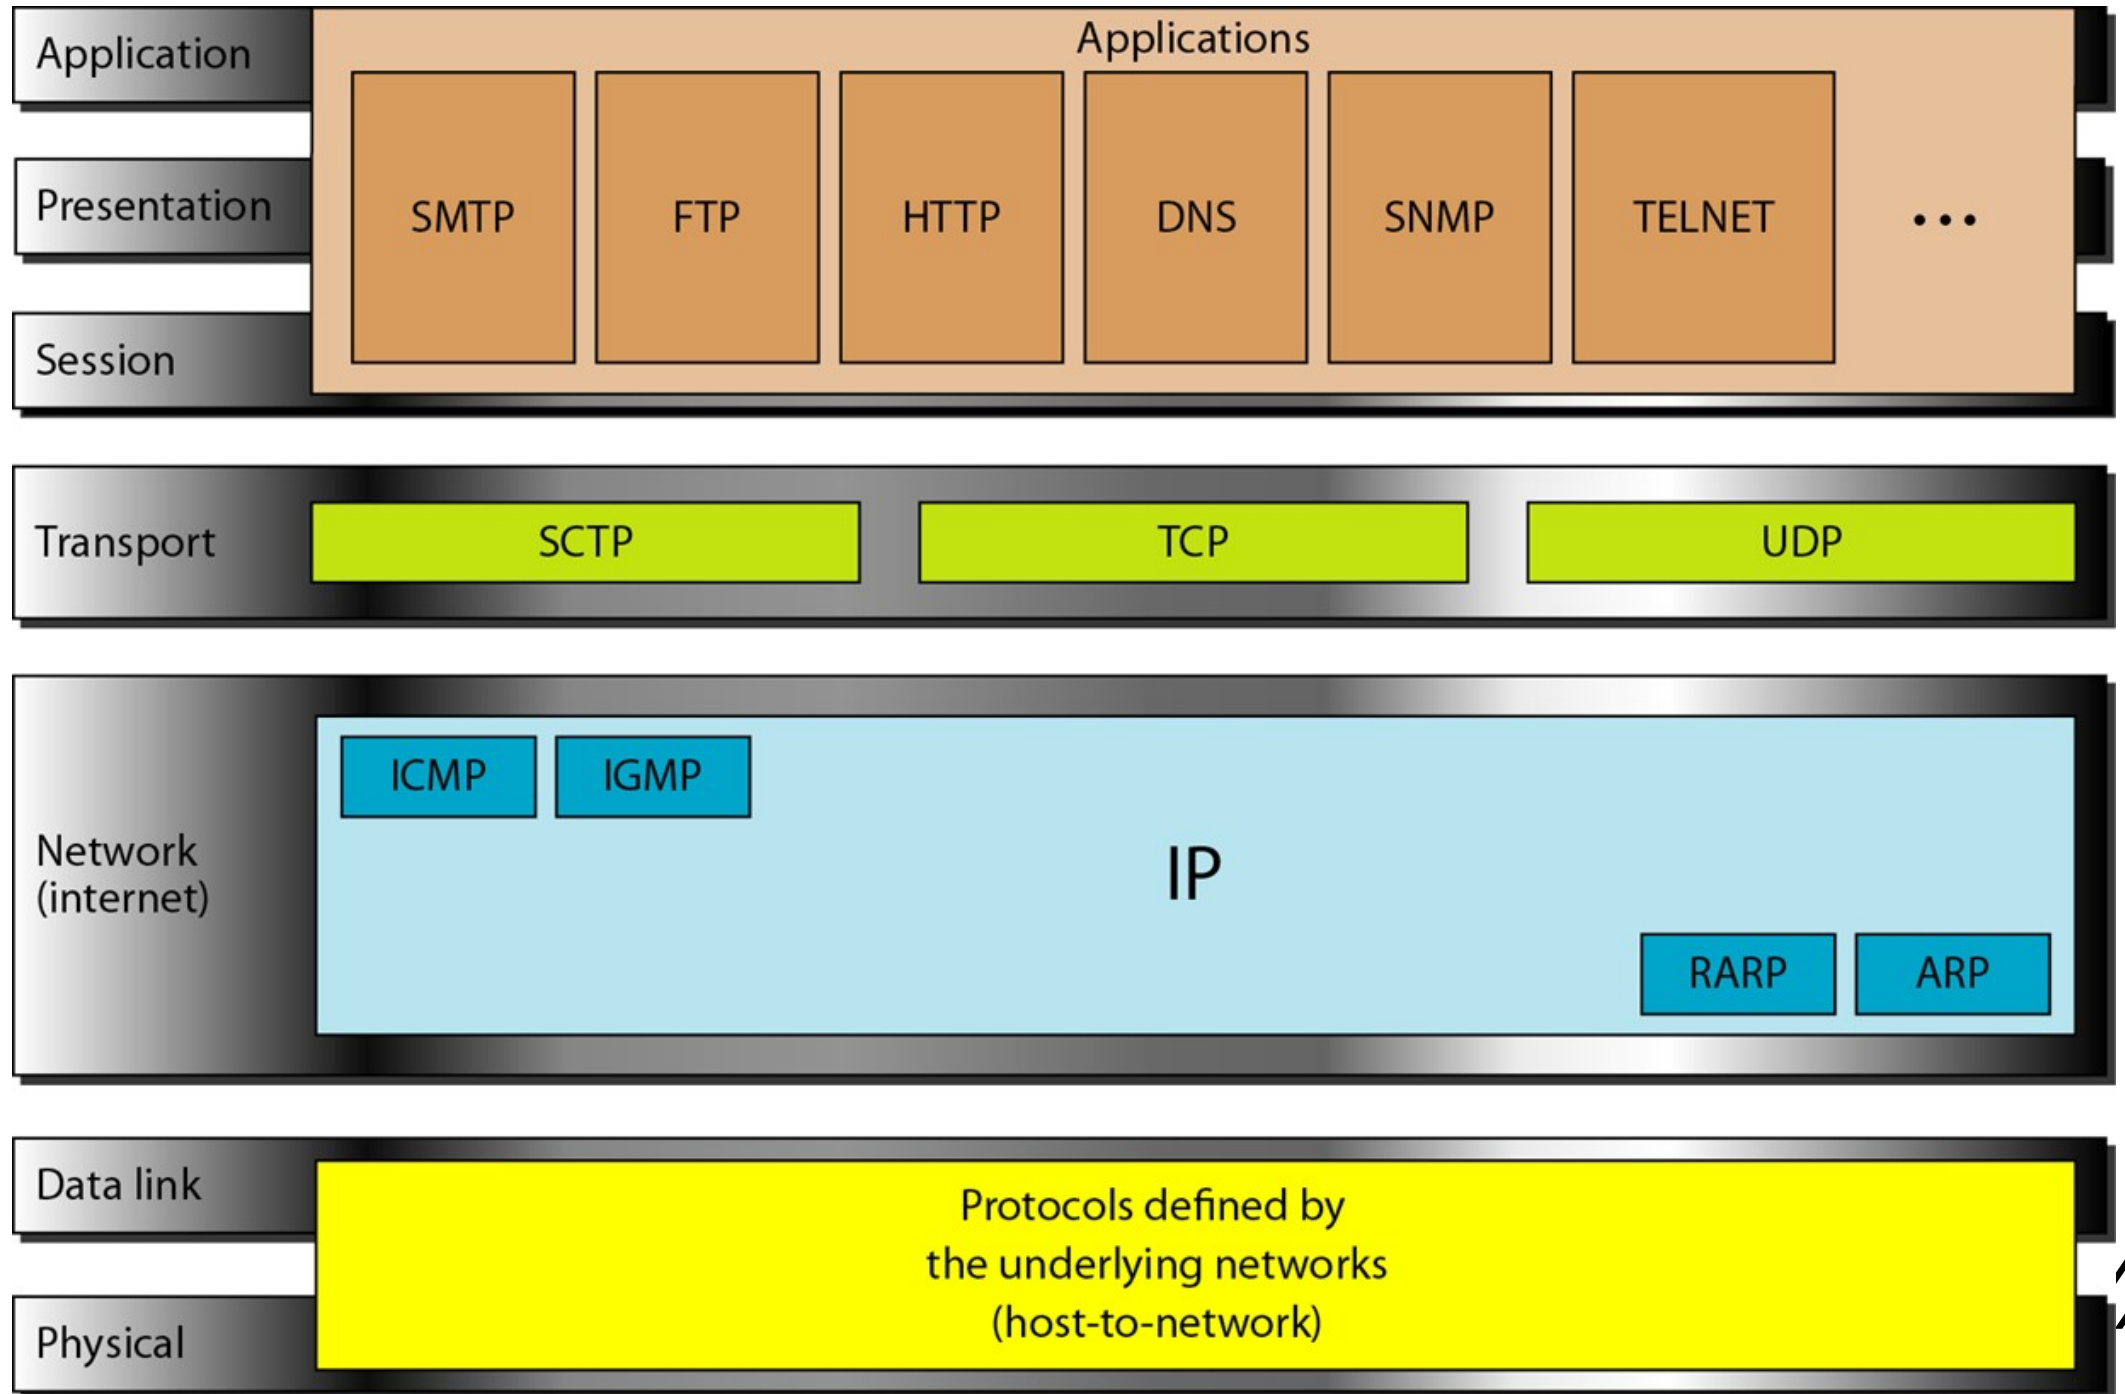 Application
Applications
Presentation
SMTP
FTP
HTTP
DNS
SNMP
TELNET
...
Session
Transport
SCTP
TCP
UDP
Network
(internet)
ICMP
IGMP
IP
RARP
ARP
Data link
Protocols defined by
the underlying networks
(host-to-network)
Physical